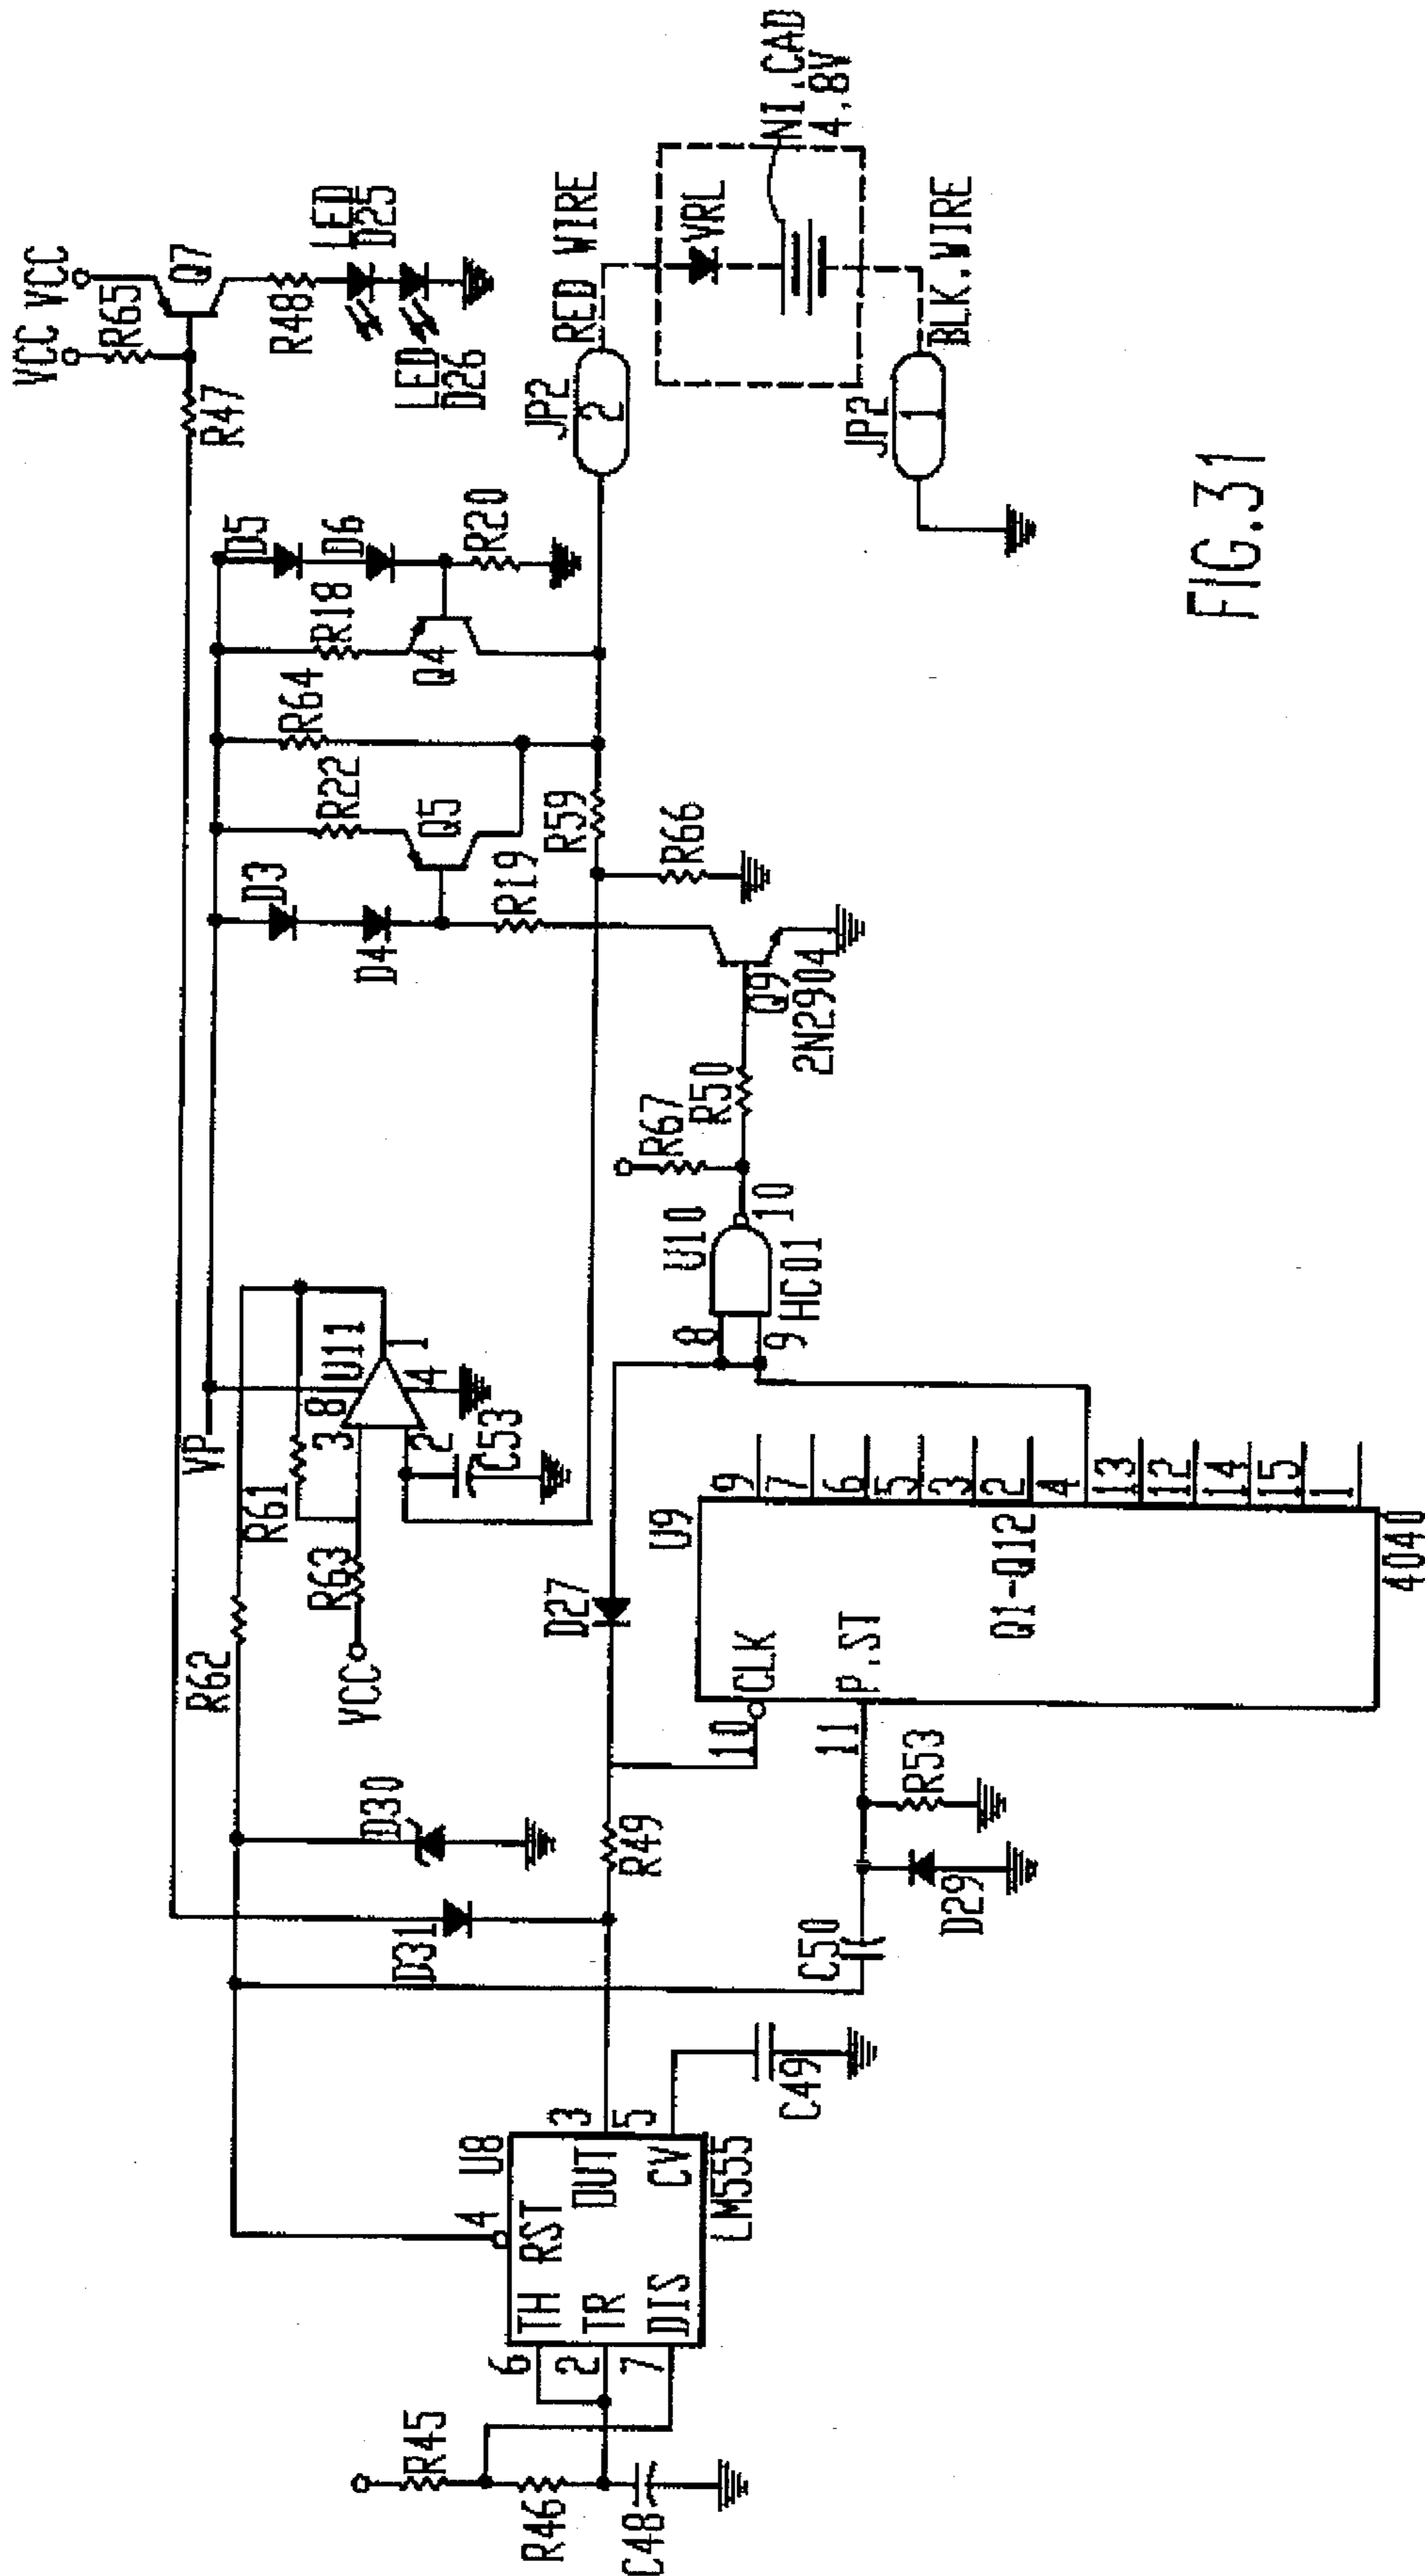 VCC
VCC
R65
Q7
R47
R48
LED
D25
LED
D26
D5
D6
R18
R20
Q4
R64
R22
Q5
D3
D4
R19
R59
R66
JP2
2
RED WIRE
VRL
NI.CAD
4.8V
JP2
1
BLK.WIRE
Q9
2N2904
R50
R67
U10
8
9
10
HC01
VP
U11
3
8
2
1
4
C53
R61
R62
R63
VCC
D27
D30
D31
R49
U9
CLK
10
P.ST
11
Q1-Q12
9
7
6
5
3
2
4
13
12
14
15
1
4040
R53
D29
C50
C49
U8
4
RST
TH
TR
DIS
OUT
CV
3
5
6
2
7
LM555
R45
R46
C48
FIG.31